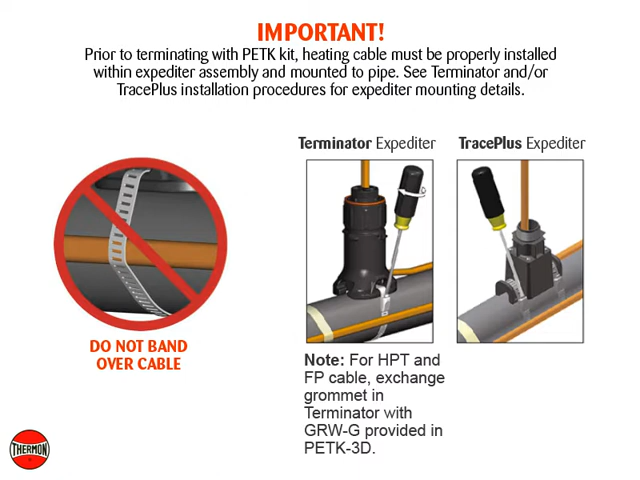 IMPORTANT!
Prior to terminating with PETK kit, heating cable must be properly installed
within expediter assembly and mounted to pipe. See Terminator and/or
TracePlus installation procedures for expediter mounting details.
Terminator Expediter
TracePlus Expediter
DO NOT BAND
OVER CABLE
Note: For HPT and
FP cable, exchange
grommet in
Terminator with
GRW-G provided in
PETK-3D.
THERMON